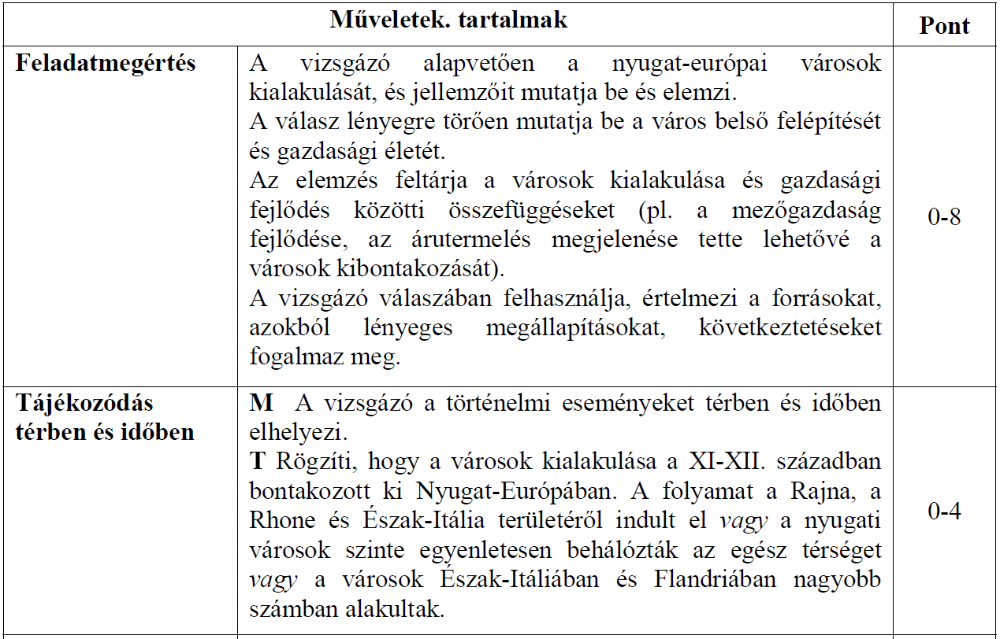 Műveletek. tartalmak
Pont
Feladatmegértés
A vizsgázó alapvetően a nyugat-európai városok
kialakulását, és jellemzőit mutatja be és elemzi.
A válasz lényegre törően mutatja be a város belső felépítését
és gazdasági életét.
Az elemzés feltárja a városok kialakulása és gazdasági
fejlődés közötti összefüggéseket (pl. a mezőgazdaság
fejlődése, az árutermelés megjelenése tette lehetővé a
városok kibontakozását).
A vizsgázó válaszában felhasználja, értelmezi a forrásokat,
azokból lényeges megállapításokat, következtetéseket
fogalmaz meg.
0-8
Tájékozódás
térben és időben
M A vizsgázó a történelmi eseményeket térben és időben
elhelyezi.
T Rögzíti, hogy a városok kialakulása a XI-XII. században
bontakozott ki Nyugat-Európában. A folyamat a Rajna, a
Rhone és Észak-Itália területéről indult el vagy a nyugati
városok szinte egyenletesen behálózták az egész térséget
vagy a városok Észak-Itáliában és Flandriában nagyobb
számban alakultak.
0-4